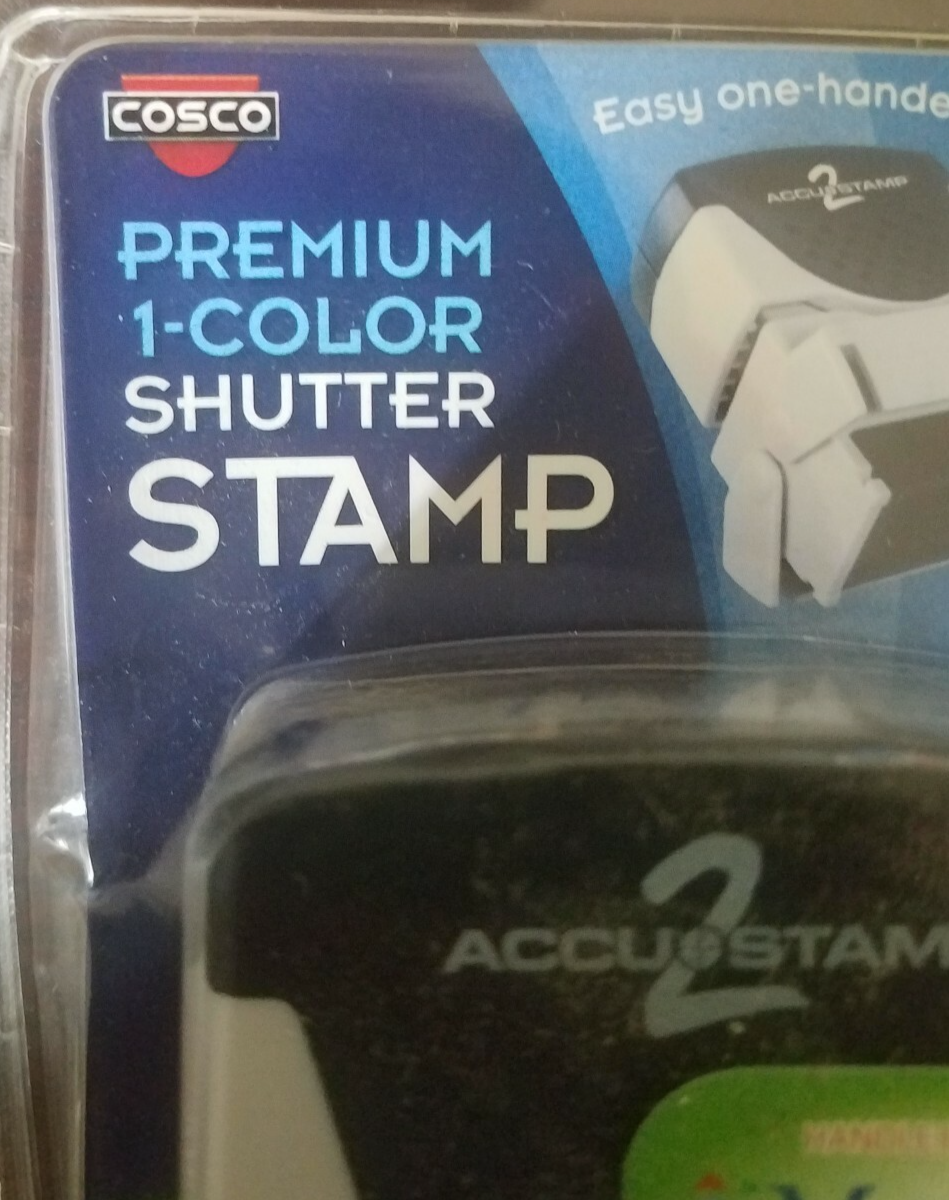 COSCO
Easy one-hande
ACCU STAMP
2
PREMIUM
1-COLOR
SHUTTER
STAMP
2
ACCU STAM